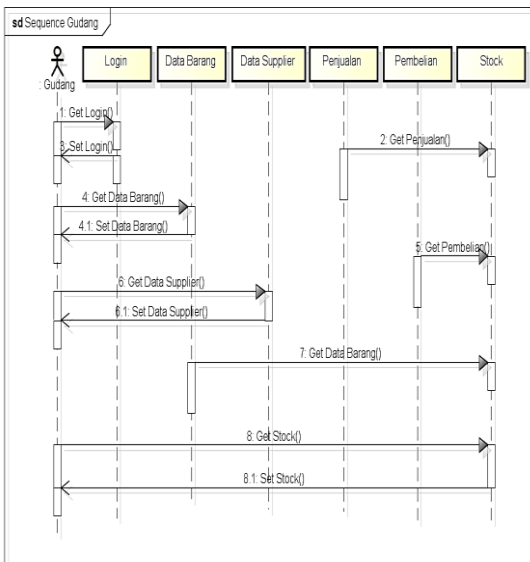 sd Sequence Gudang
: Gudang
Login
Data Barang
Data Supplier
Penjualan
Pembelian
Stock
1: Get Login()
2: Get Penjualan()
3: Set Login()
4: Get Data Barang()
4.1: Set Data Barang()
5: Get Pembelian()
6: Get Data Supplier()
6.1: Set Data Supplier()
7: Get Data Barang()
8: Get Stock()
8.1: Set Stock()